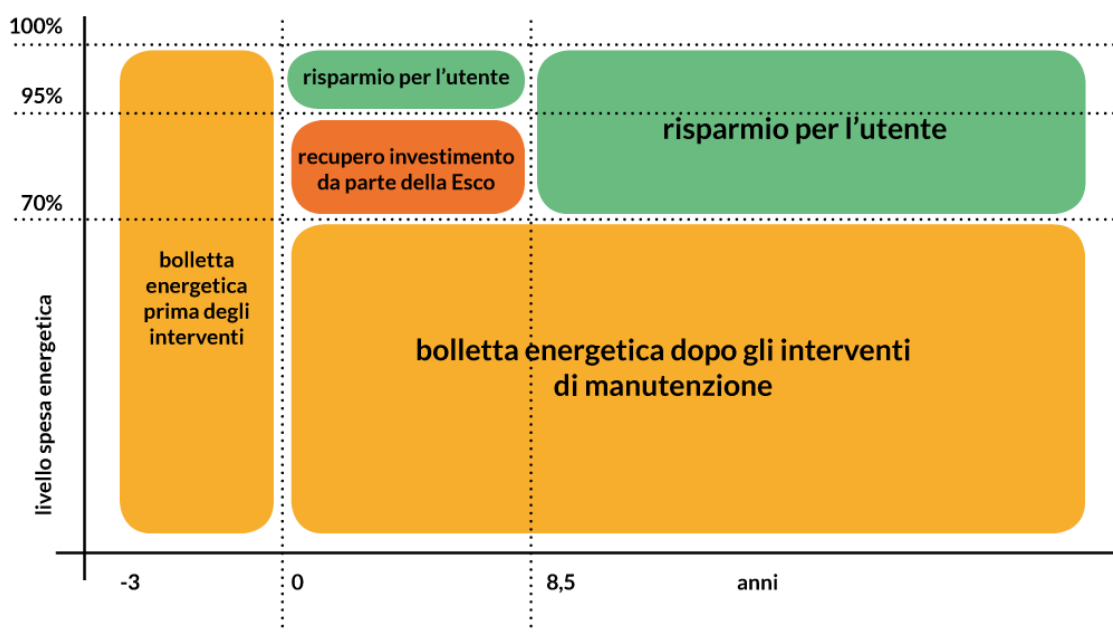 100%
95%
70%
livello spesa energetica
bolletta
energetica
prima degli
interventi
risparmio per l'utente
recupero investimento
da parte della Esco
risparmio per l'utente
bolletta energetica dopo gli interventi
di manutenzione
-3
0
8,5
anni